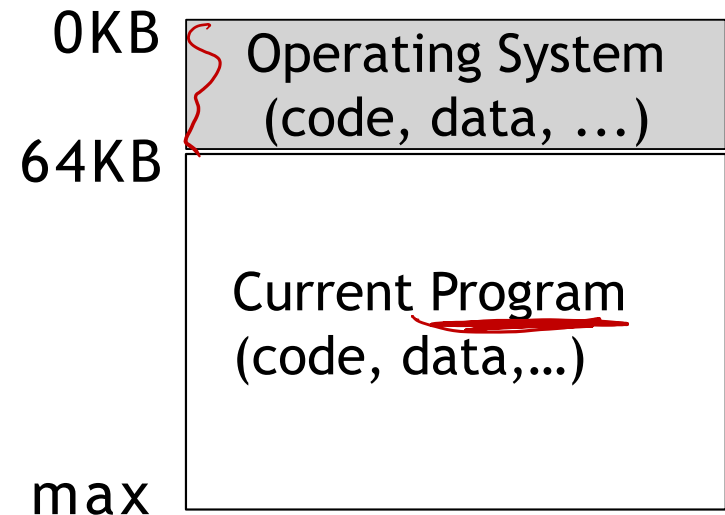 0KB
Operating System
(code, data, ...)
64KB
Current Program
(code, data,…)
max